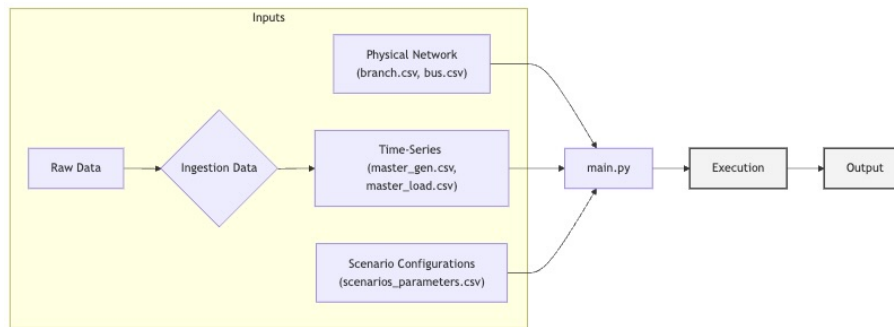 Inputs
Physical Network
(branch.csv, bus.csv)
Raw Data
Ingestion Data
Time-Series
(master_gen.csv,
master_load.csv)
main.py
Execution
Output
Scenario Configurations
(scenarios_parameters.csv)